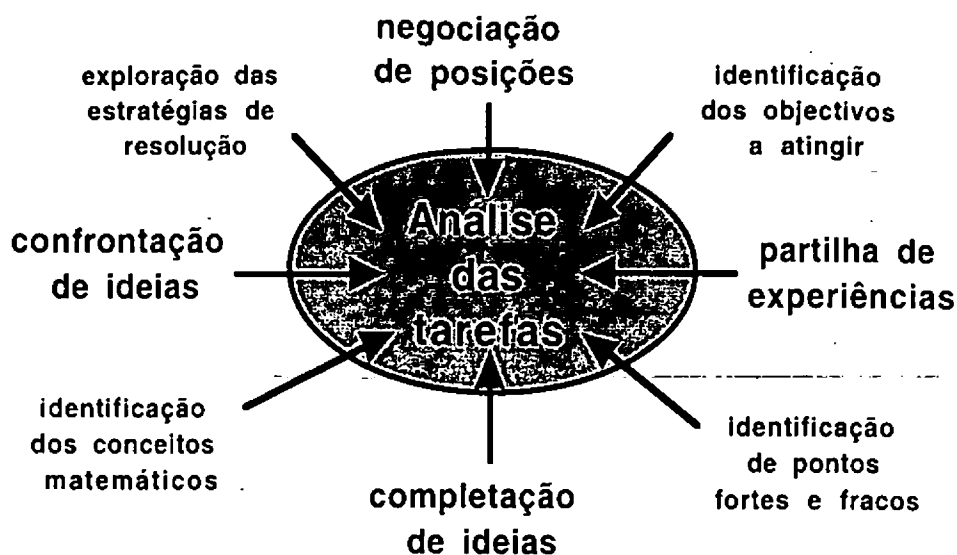 negociação
de posições
exploração das
estratégias de
resolução
identificação
dos objectivos
a atingir
Análise
das
tarefas
confrontação
de ideias
partilha de
experiências
identificação
dos conceitos
matemáticos
completação
de ideias
identificação
de pontos
fortes e fracos